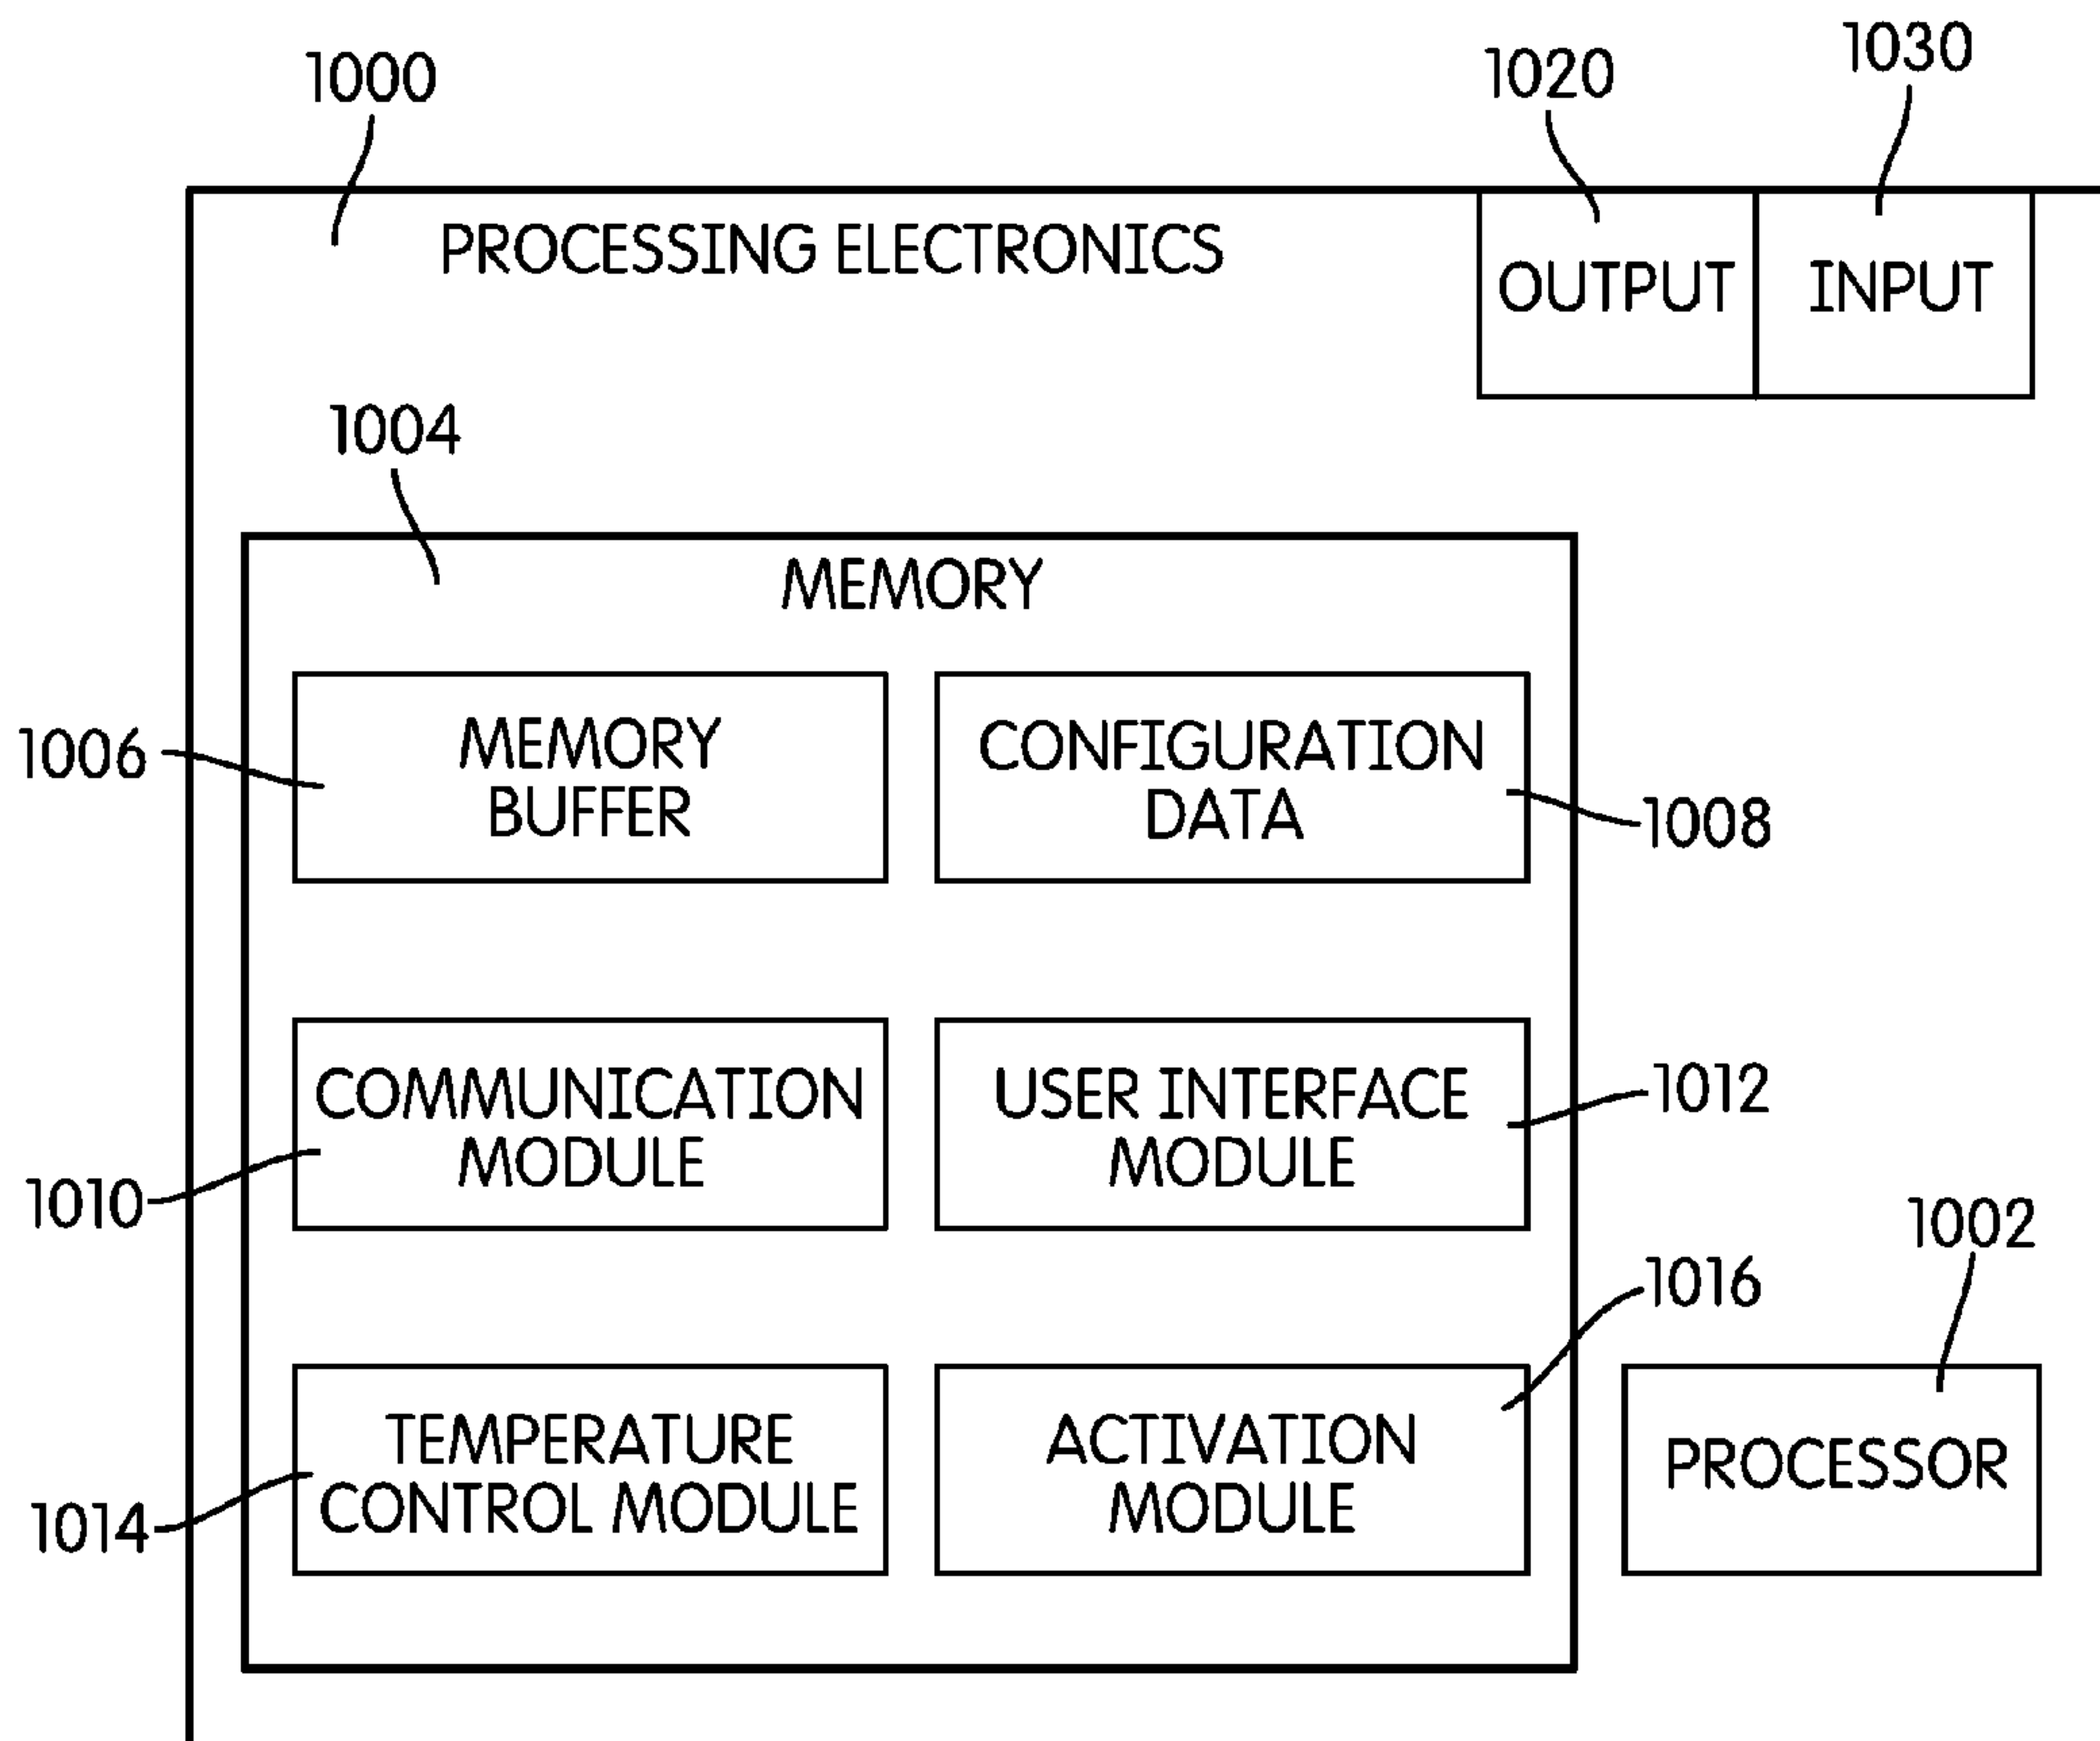 1000
1020
1030
PROCESSING ELECTRONICS
OUTPUT
INPUT
1004
MEMORY
1006
MEMORY
BUFFER
CONFIGURATION
DATA
1008
COMMUNICATION
MODULE
1010
USER INTERFACE
MODULE
1012
1016
1002
TEMPERATURE
CONTROL MODULE
1014
ACTIVATION
MODULE
PROCESSOR